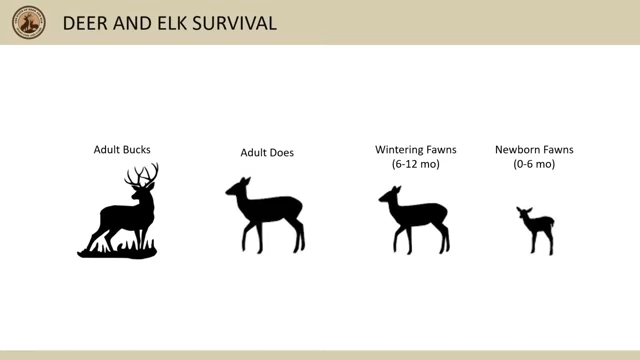 DEER AND ELK SURVIVAL
Adult Bucks
Adult Does
Wintering Fawns
(6-12 mo)
Newborn Fawns
(0-6 mo)